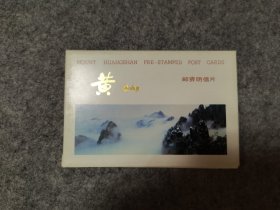 MOUNT HUANGSHAN PRE-STAMPED POST CARDS
黄
邮资明信片